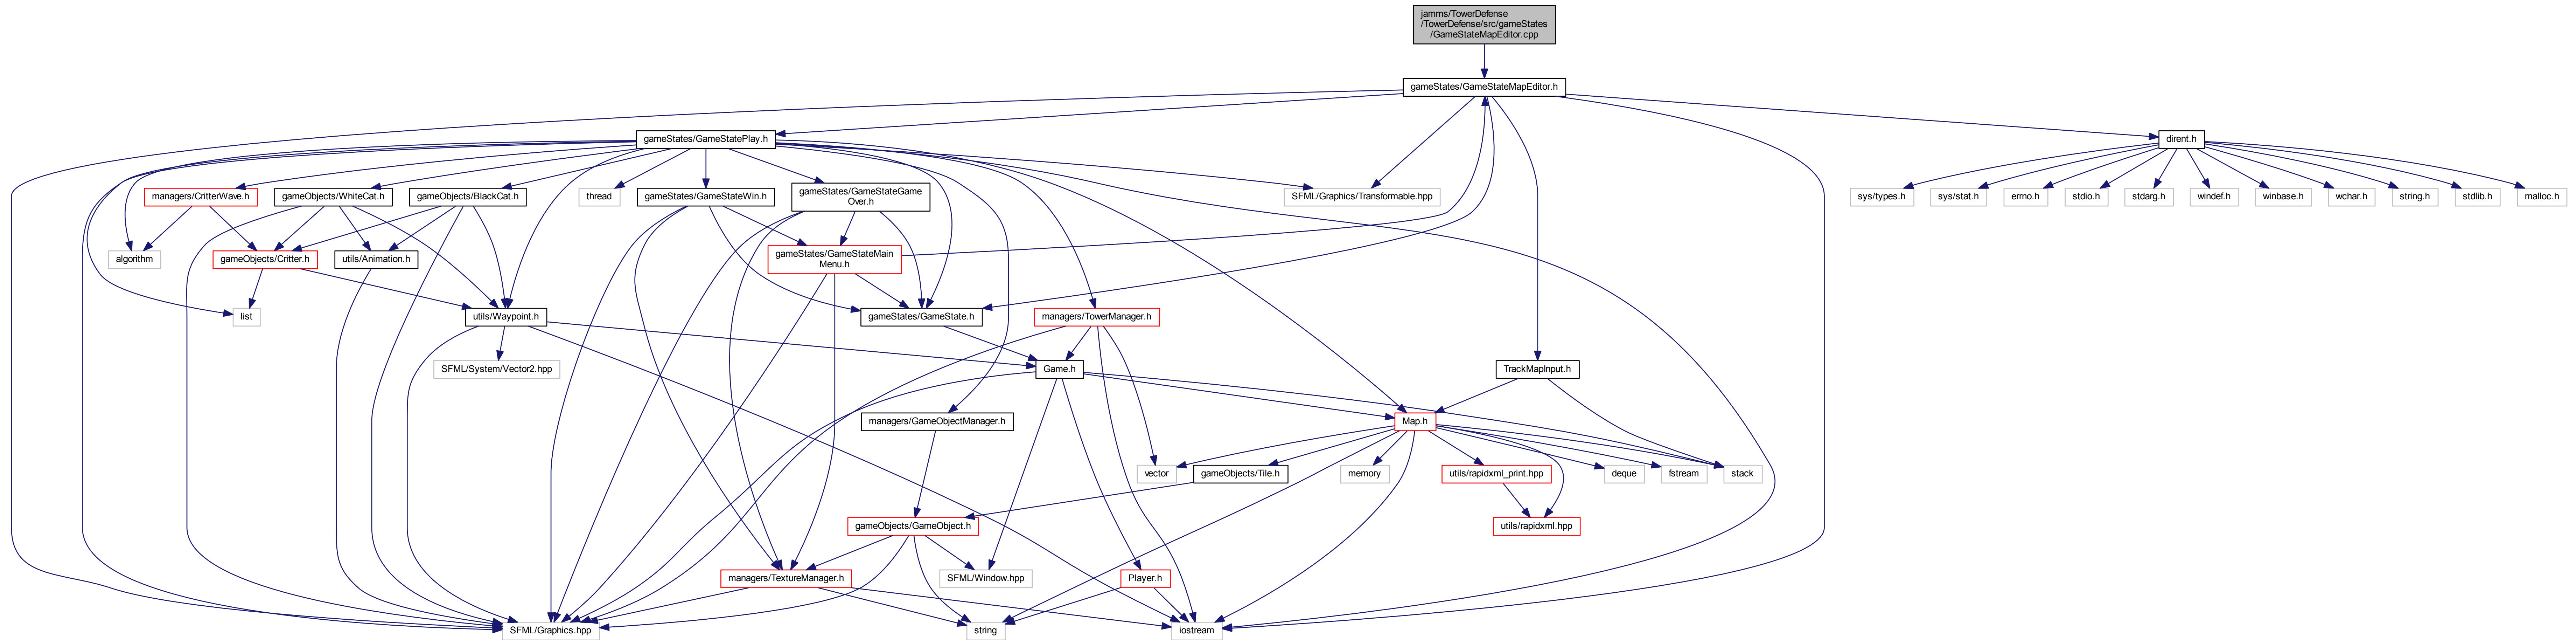 jamms/TowerDefense
/TowerDefense/src/gameStates
/GameStateMapEditor.cpp
gameStates/GameStateMapEditor.h
gameStates/GameStatePlay.h
dirent.h
managers/CritterWave.h
gameObjects/WhiteCat.h
gameObjects/BlackCat.h
thread
gameStates/GameStateWin.h
gameStates/GameStateGame
Over.h
SFML/Graphics/Transformable.hpp
sys/types.h
sys/stat.h
errno.h
stdio.h
stdarg.h
windef.h
winbase.h
wchar.h
string.h
stdlib.h
malloc.h
algorithm
gameObjects/Critter.h
utils/Animation.h
gameStates/GameStateMain
Menu.h
list
utils/Waypoint.h
gameStates/GameState.h
managers/TowerManager.h
SFML/System/Vector2.hpp
Game.h
TrackMapInput.h
managers/GameObjectManager.h
Map.h
vector
gameObjects/Tile.h
memory
utils/rapidxml_print.hpp
deque
fstream
stack
gameObjects/GameObject.h
utils/rapidxml.hpp
managers/TextureManager.h
SFML/Window.hpp
Player.h
SFML/Graphics.hpp
string
iostream